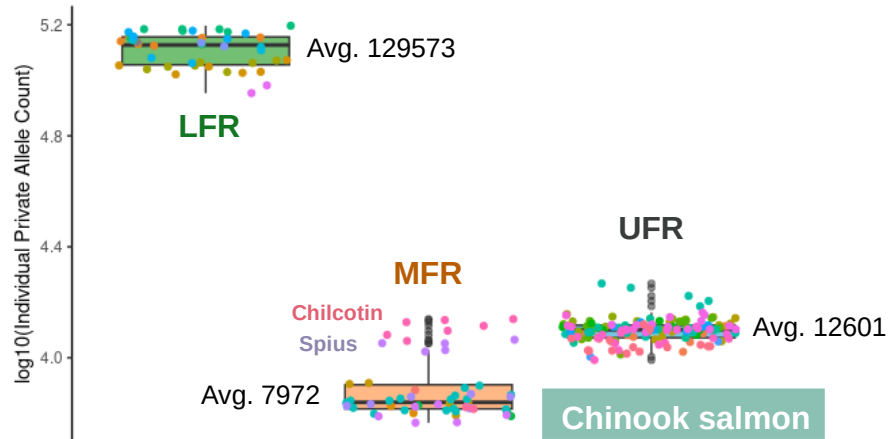 log10(Individual Private Allele Count)
5.2
4.8
4.4
4.0
Avg. 129573
LFR
UFR
MFR
Chilcotin
Spius
Avg. 12601
Avg. 7972
Chinook salmon